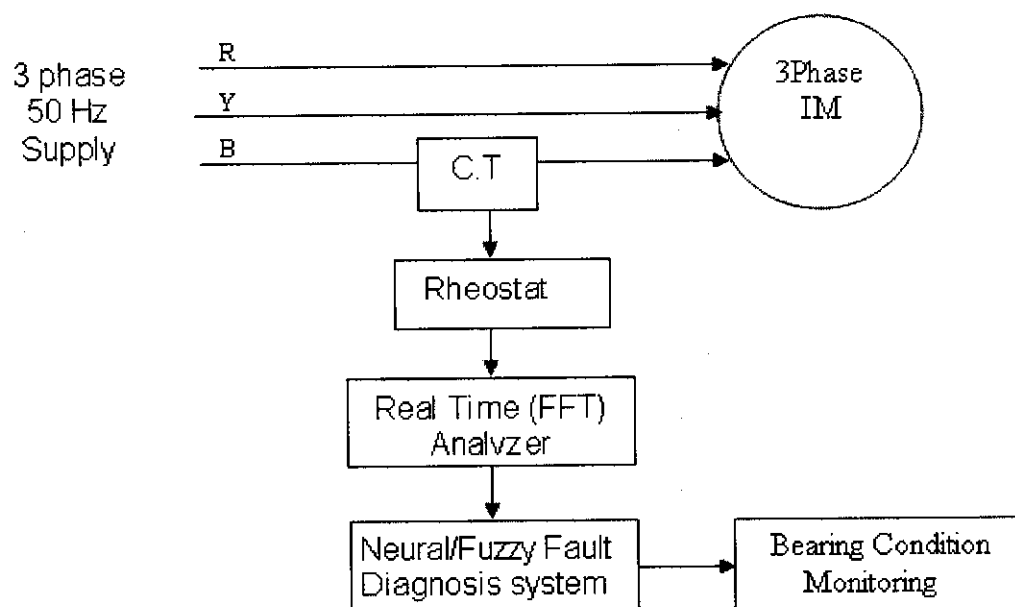 R
3 phase
50 Hz
Supply
Y
B
3Phase
IM
C.T
Rheostat
Real Time (FFT)
Analyzer
Neural/Fuzzy Fault
Diagnosis system
Bearing Condition
Monitoring